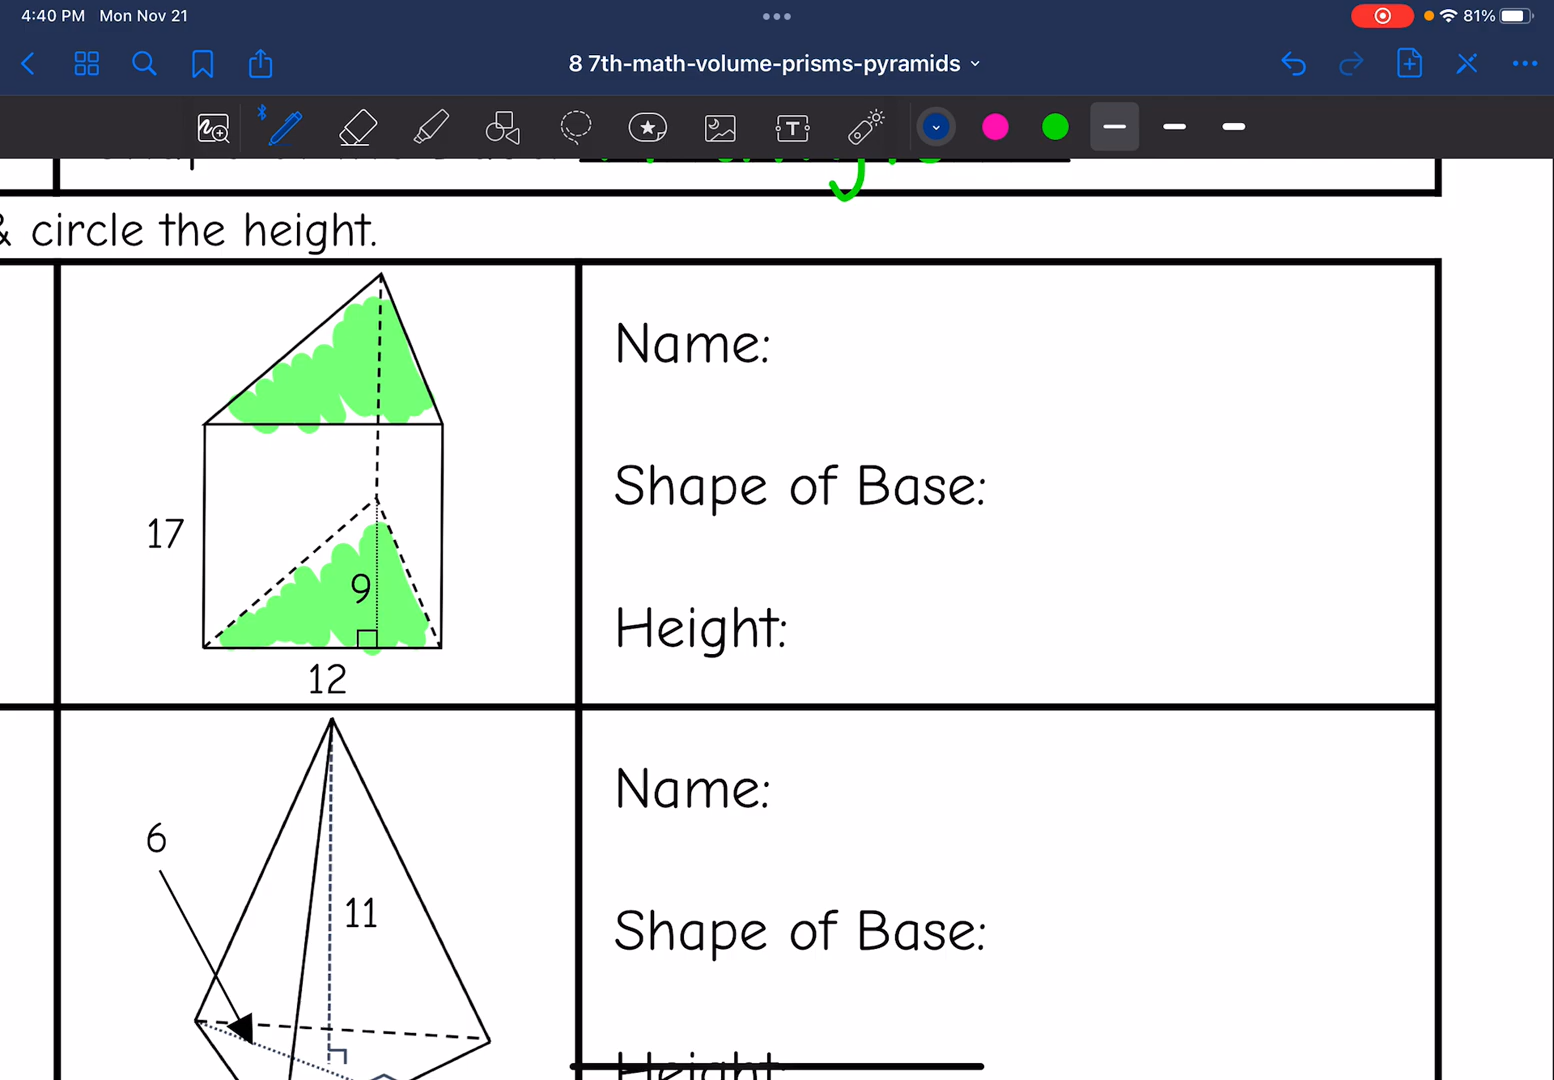 4:40 PM Mon Nov 21
81%
8 7th-math-volume-prisms-pyramids
T
& circle the height.
Name:
Shape of Base:
17
9
Height:
12
Name:
6
11
Shape of Base:
Height